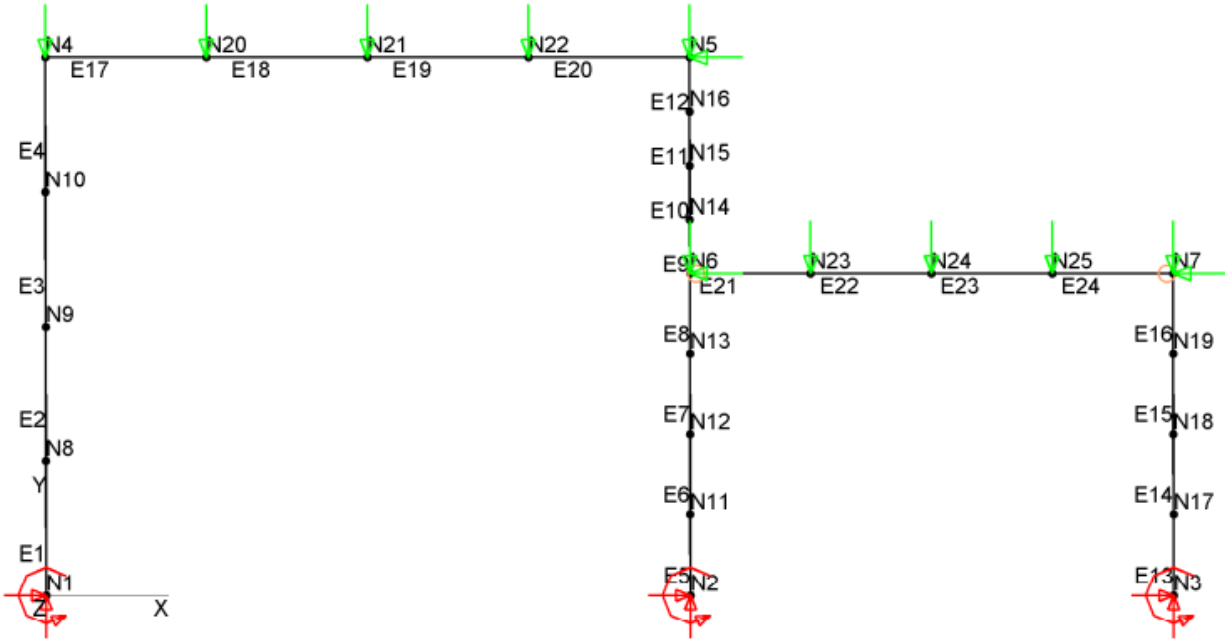 N4 N20 N21 N22 N5
E17 E18 E19 E20
E12 N16
E4 E11 N15
N10
E10 N14
E9 N6 N23 N24 N25 N7
E3 E21 E22 E23 E24
N9
E8 N13 E16 N19
E2 E7 N12 E15 N18
N8
Y
E6 N11 E14 N17
E1
N1 E5 N2 E13 N3
Z X